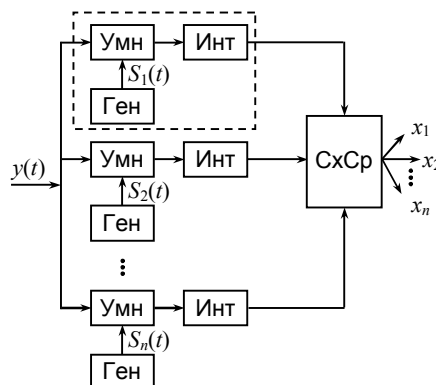 Умн Инт
S₁(t)
Ген
y(t)
Умн Инт СхСр
S₂(t)
Ген
x₁
x₂
xₙ
Умн Инт
Sₙ(t)
Ген